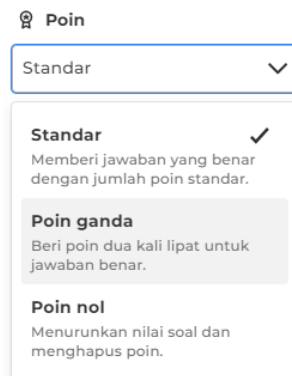 Poin
Standar
Standar
Memberi jawaban yang benar
dengan jumlah poin standar.
Poin ganda
Beri poin dua kali lipat untuk
jawaban benar.
Poin nol
Menurunkan nilai soal dan
menghapus poin.